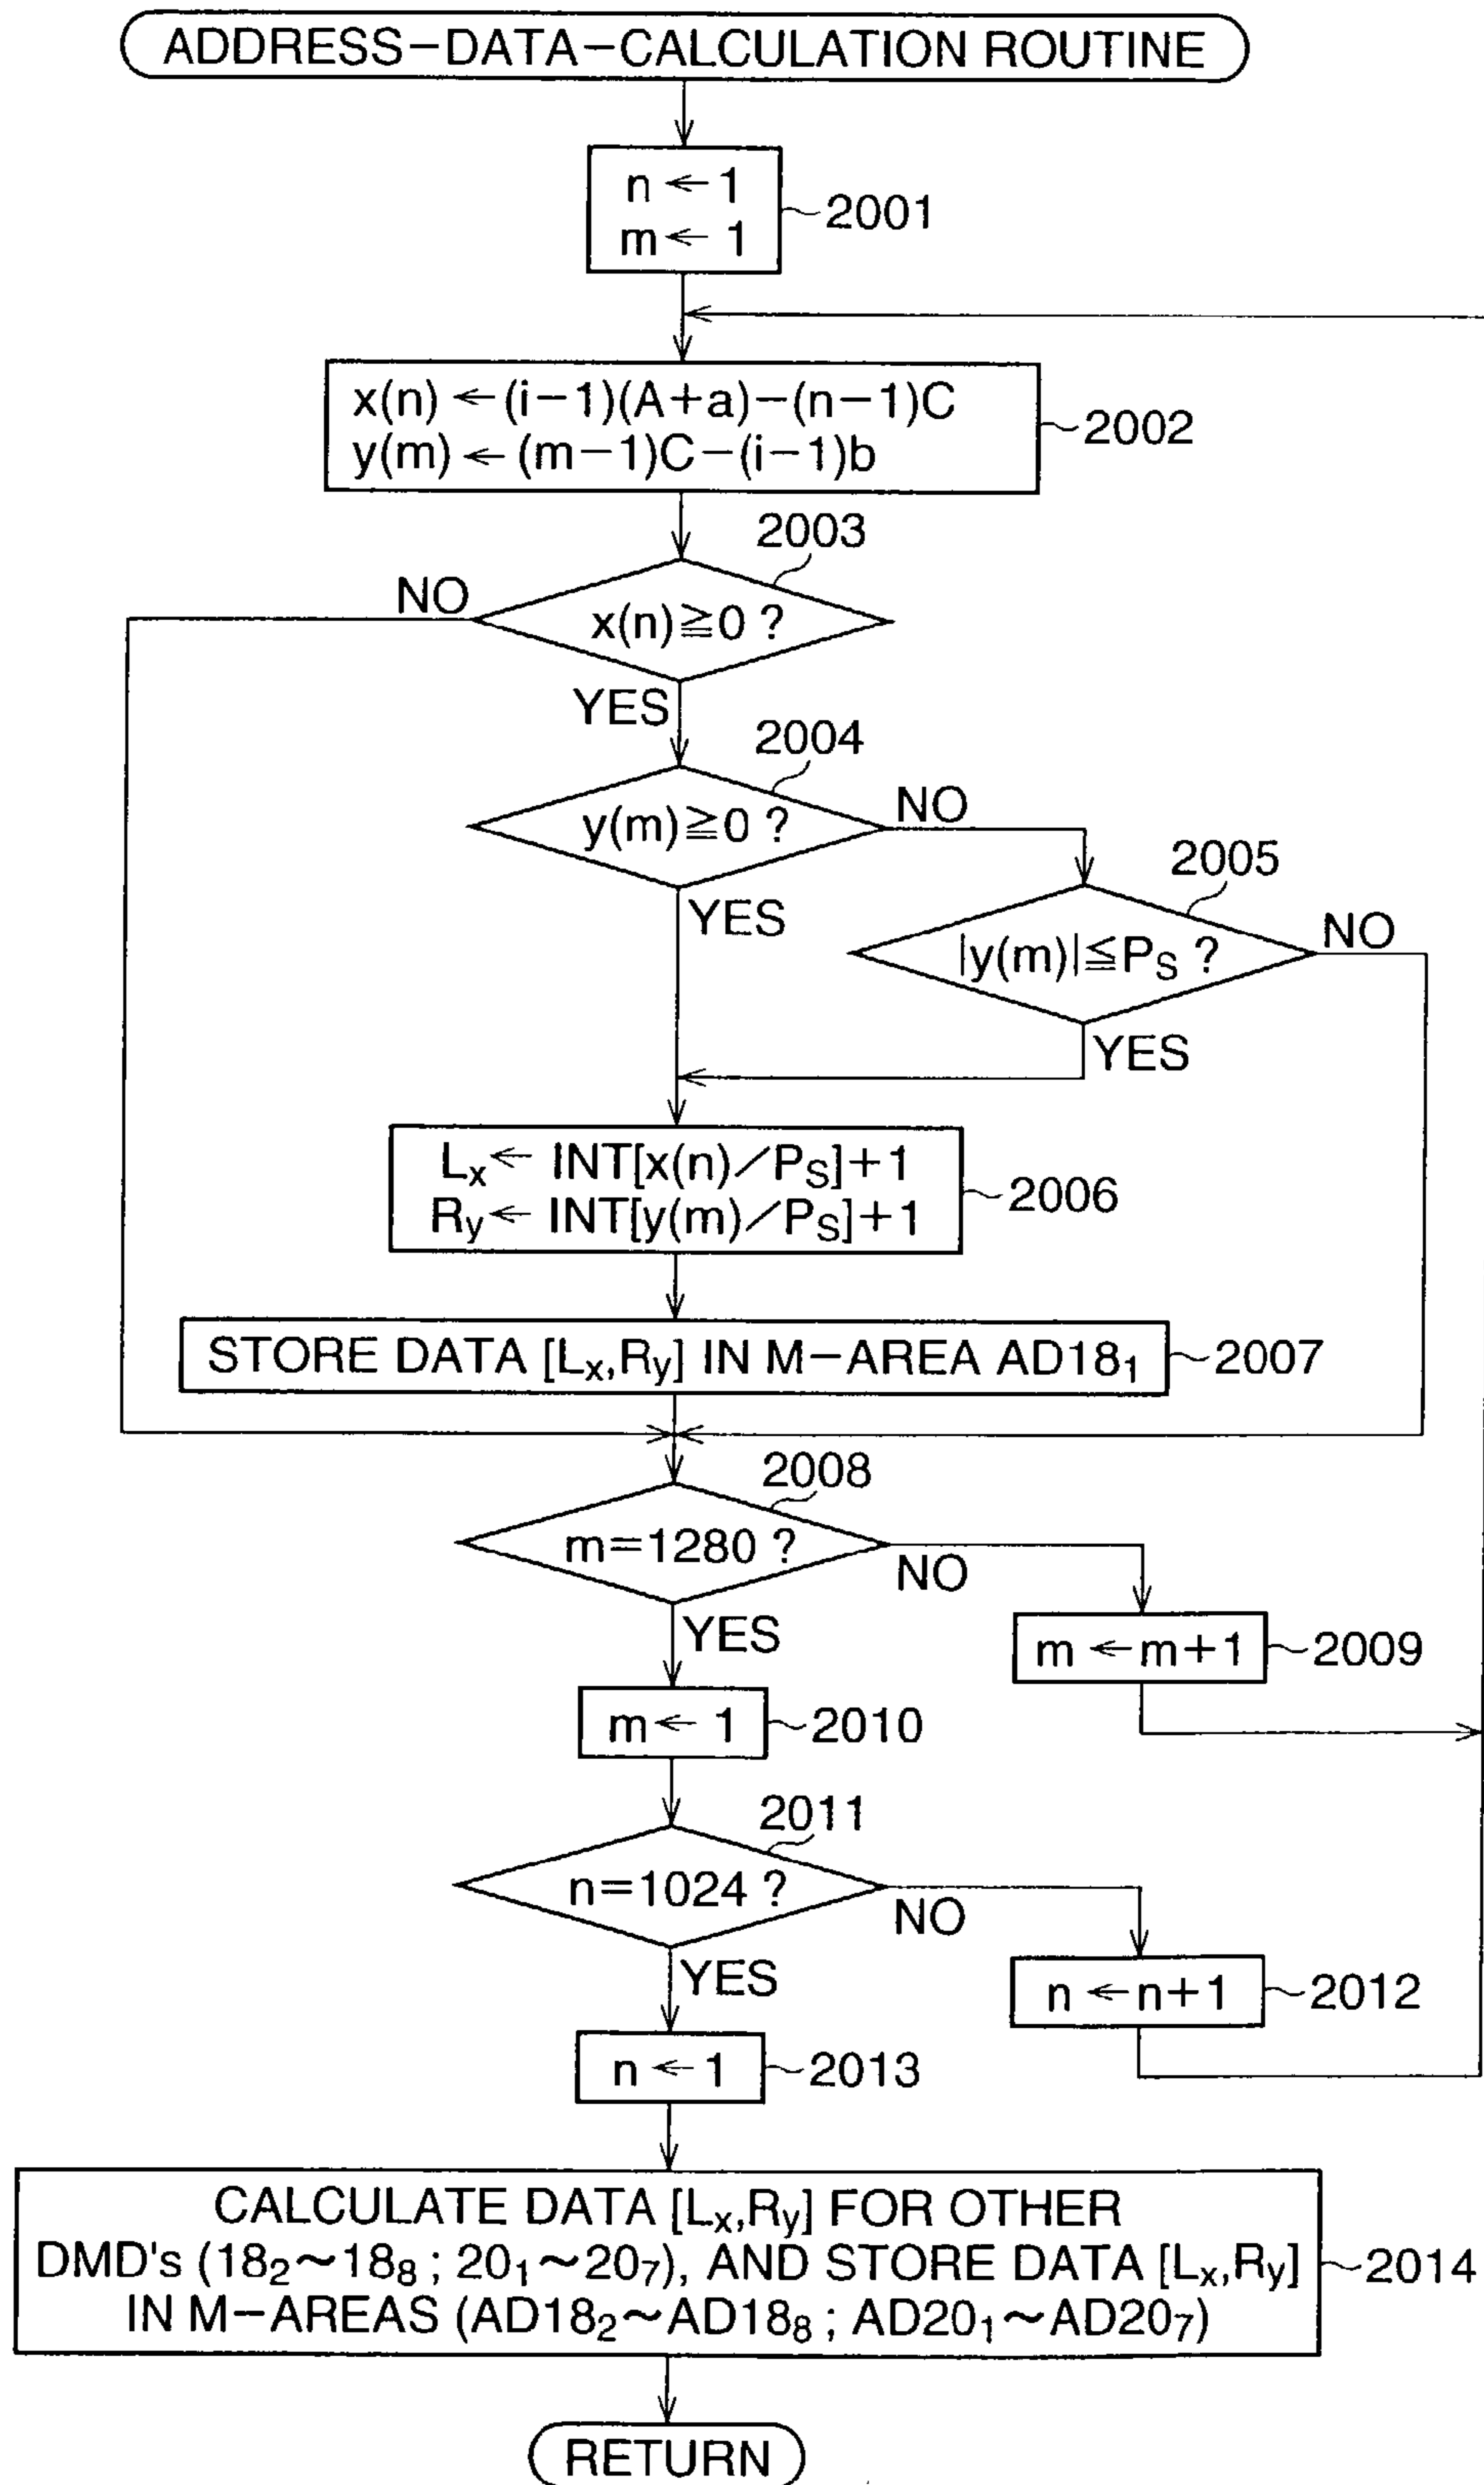 ADDRESS−DATA−CALCULATION ROUTINE
n ← 1
m ← 1
2001
x(n) ← (i−1)(A+a)−(n−1)C
y(m) ← (m−1)C−(i−1)b
2002
2003
NO
x(n)≧0 ?
YES
2004
y(m)≧0 ?
NO
YES
2005
|y(m)|≦PS ?
NO
YES
Lx← INT[x(n)/PS]+1
Ry← INT[y(m)/PS]+1
2006
STORE DATA [Lx,Ry] IN M−AREA AD18₁
2007
2008
m=1280 ?
NO
YES
m ← m+1
2009
m ← 1
2010
2011
n=1024 ?
NO
YES
n ← n+1
2012
n ← 1
2013
CALCULATE DATA [Lx,Ry] FOR OTHER
DMD's (18₂~18₈ ; 20₁~20₇), AND STORE DATA [Lx,Ry]
IN M−AREAS (AD18₂~AD18₈ ; AD20₁~AD20₇)
2014
RETURN